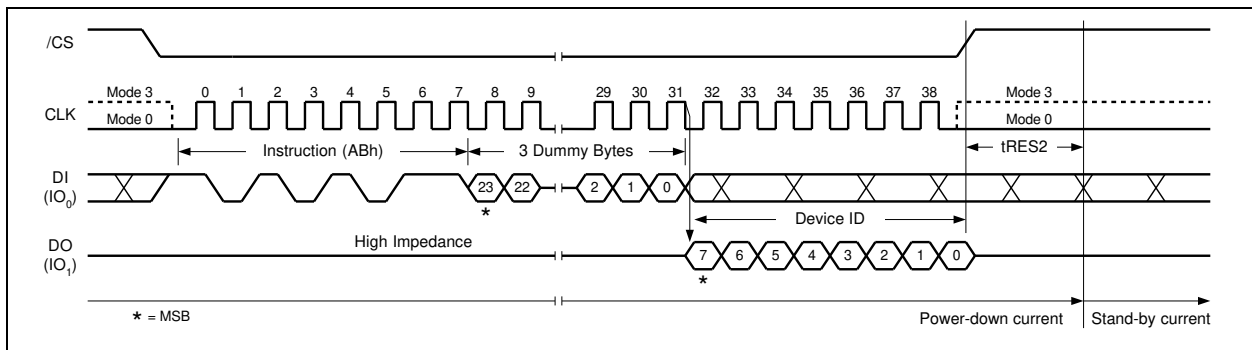 /CS
Mode 3 0 1 2 3 4 5 6 7 8 9 29 30 31 32 33 34 35 36 37 38 Mode 3
CLK
Mode 0 Mode 0
Instruction (ABh) 3 Dummy Bytes tRES2
DI
(IO0)
23 22 2 1 0
* Device ID
DO
(IO1)
High Impedance
7 6 5 4 3 2 1 0
*
* = MSB
Power-down current Stand-by current